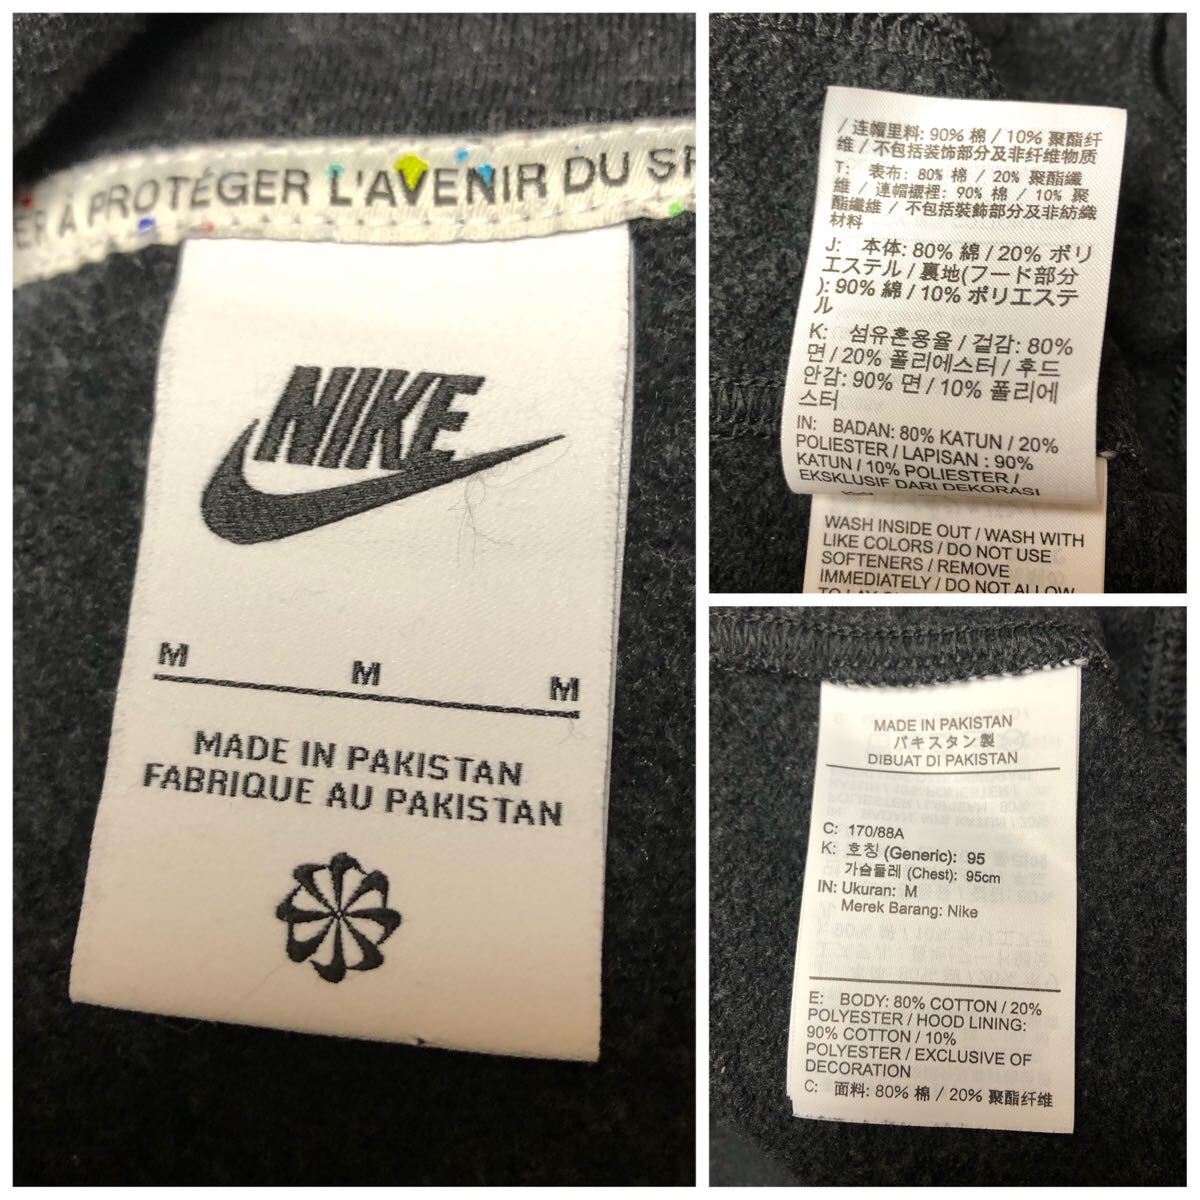 À PROTÉGER L'AVENIR DU
NIKE
M M M
MADE IN PAKISTAN
FABRIQUE AU PAKISTAN
/ 连帽里料: 90% 棉 / 10% 聚酯纤
维 / 不包括装饰部分及非纤维物质
T: 表布: 80% 棉 / 20% 聚酯纖
維 / 連帽襯裡: 90% 棉 / 10% 聚
酯纖維 / 不包括裝飾部分及非紡織
材料
J: 本体: 80% 綿 / 20% ポリ
エステル / 裏地(フード部分
): 90% 綿 / 10% ポリエステ
ル
K: 섬유혼용율 / 겉감: 80%
면 / 20% 폴리에스터 / 후드
안감: 90% 면 / 10% 폴리에
스터
IN: BADAN: 80% KATUN / 20%
POLIESTER / LAPISAN : 90%
KATUN / 10% POLIESTER /
EKSKLUSIF DARI DEKORASI
WASH INSIDE OUT / WASH WITH
LIKE COLORS / DO NOT USE
SOFTENERS / REMOVE
IMMEDIATELY / DO NOT ALLOW
MADE IN PAKISTAN
パキスタン製
DIBUAT DI PAKISTAN
C: 170/88A
K: 호칭 (Generic): 95
가슴둘레 (Chest): 95cm
IN: Ukuran: M
Merek Barang: Nike
E: BODY: 80% COTTON / 20%
POLYESTER / HOOD LINING:
90% COTTON / 10%
POLYESTER / EXCLUSIVE OF
DECORATION
C: 面料: 80% 棉 / 20% 聚酯纤维